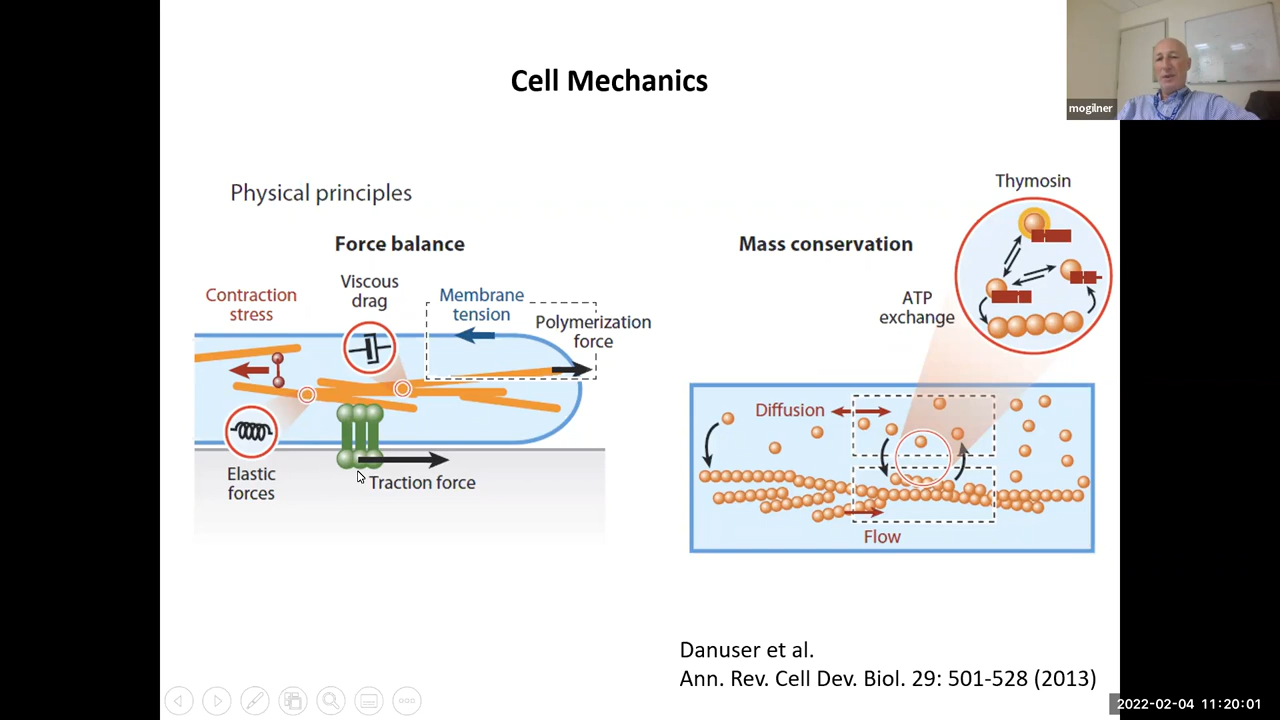 Cell Mechanics
mogilner
Physical principles
Force balance
Contraction
stress
Viscous
drag
Membrane
tension
Polymerization
force
Elastic
forces
Traction force
Mass conservation
Thymosin
ATP
exchange
Diffusion
Flow
Danuser et al.
Ann. Rev. Cell Dev. Biol. 29: 501-528 (2013)
2022-02-04 11:20:01